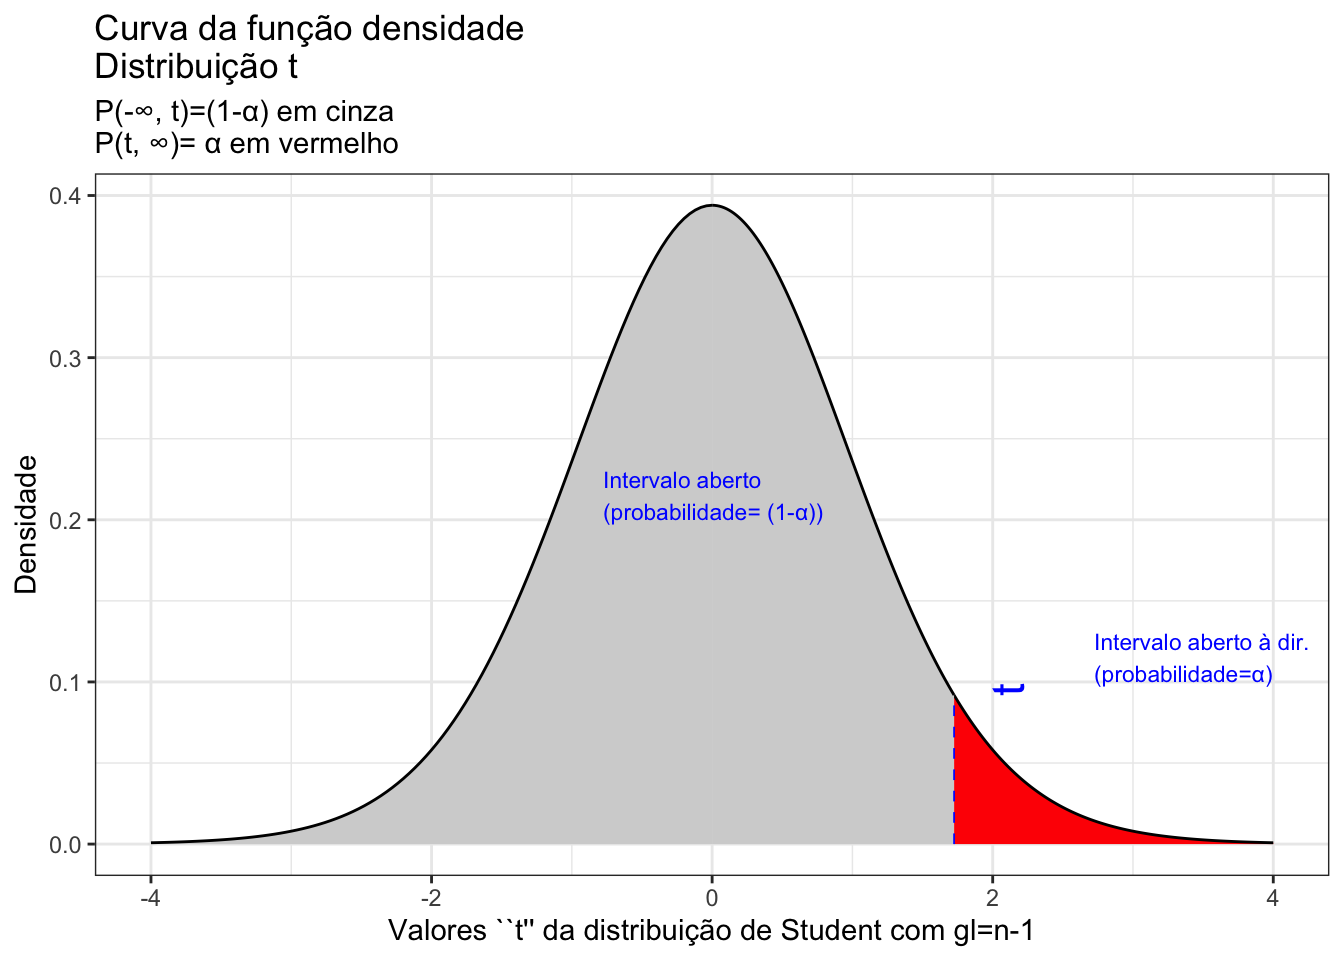 Curva da função densidade
Distribuição t
P(-∞, t)=(1-α) em cinza
P(t, ∞)= α em vermelho
0.4
0.3
0.2
0.1
0.0
Densidade
Intervalo aberto
(probabilidade= (1-α))
Intervalo aberto à dir.
(probabilidade=α)
-4
-2
0
2
4
Valores ``t'' da distribuição de Student com gl=n-1